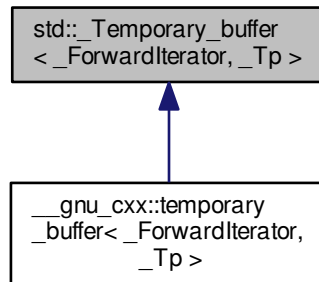 std::_Temporary_buffer
< _ForwardIterator, _Tp >
__gnu_cxx::temporary
_buffer< _ForwardIterator,
_Tp >